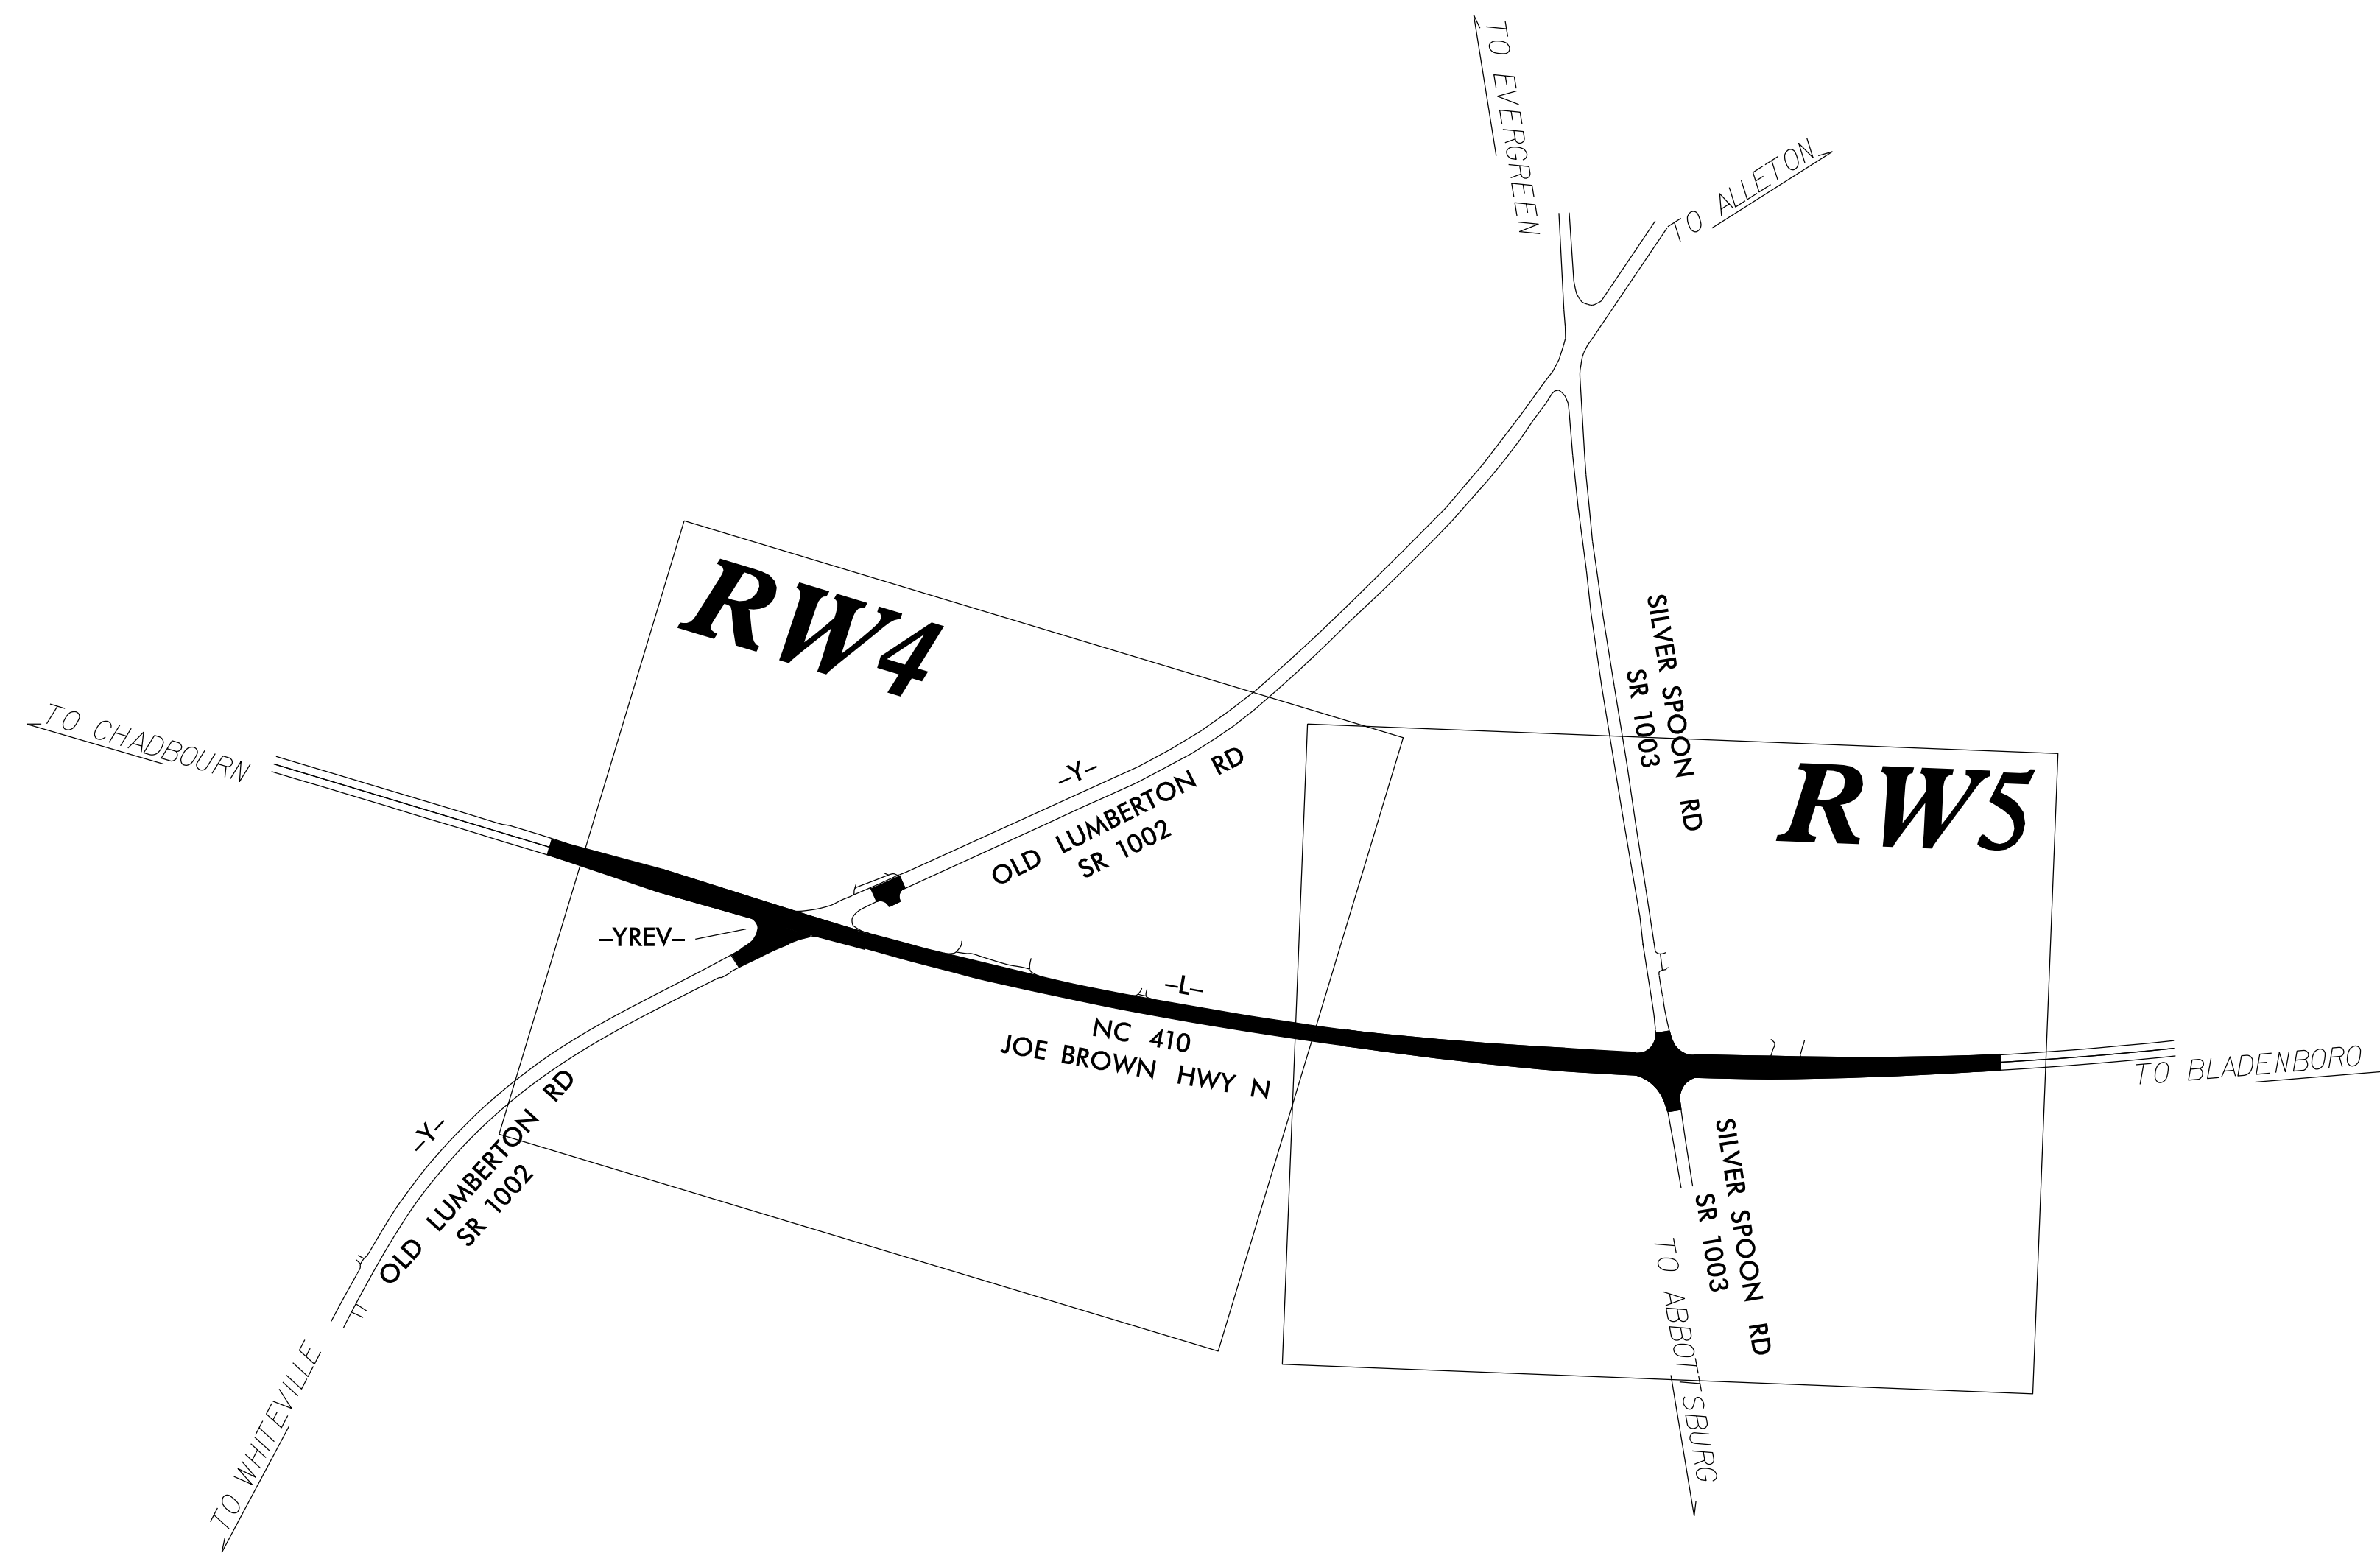 TO EVERGREEN
TO ALLETON
RW4
SILVER SPOON RD
SR 1003
TO CHADBOURN
-Y-
OLD LUMBERTON RD
SR 1002
RW5
-YREV-
-L-
NC 410
JOE BROWN HWY N
TO BLADENBORO
-Y-
OLD LUMBERTON RD
SR 1002
SILVER SPOON RD
SR 1003
TO ABBOTTSBURG
TO WHITEVILLE